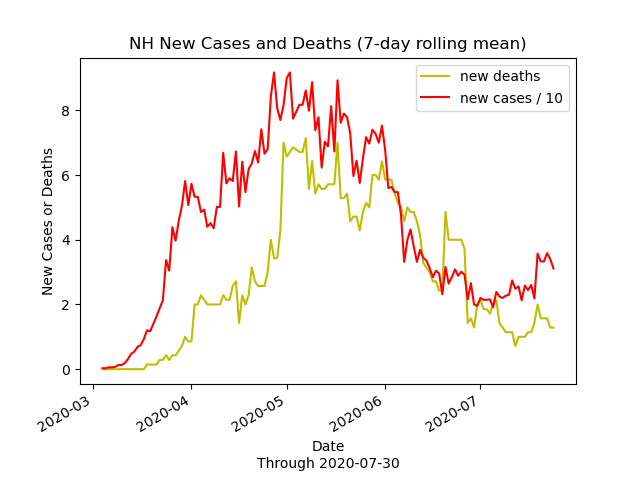 NH New Cases and Deaths (7-day rolling mean)
new deaths
new cases / 10
New Cases or Deaths
8
6
4
2
0
2020-03
2020-04
2020-05
2020-06
2020-07
Date
Through 2020-07-30